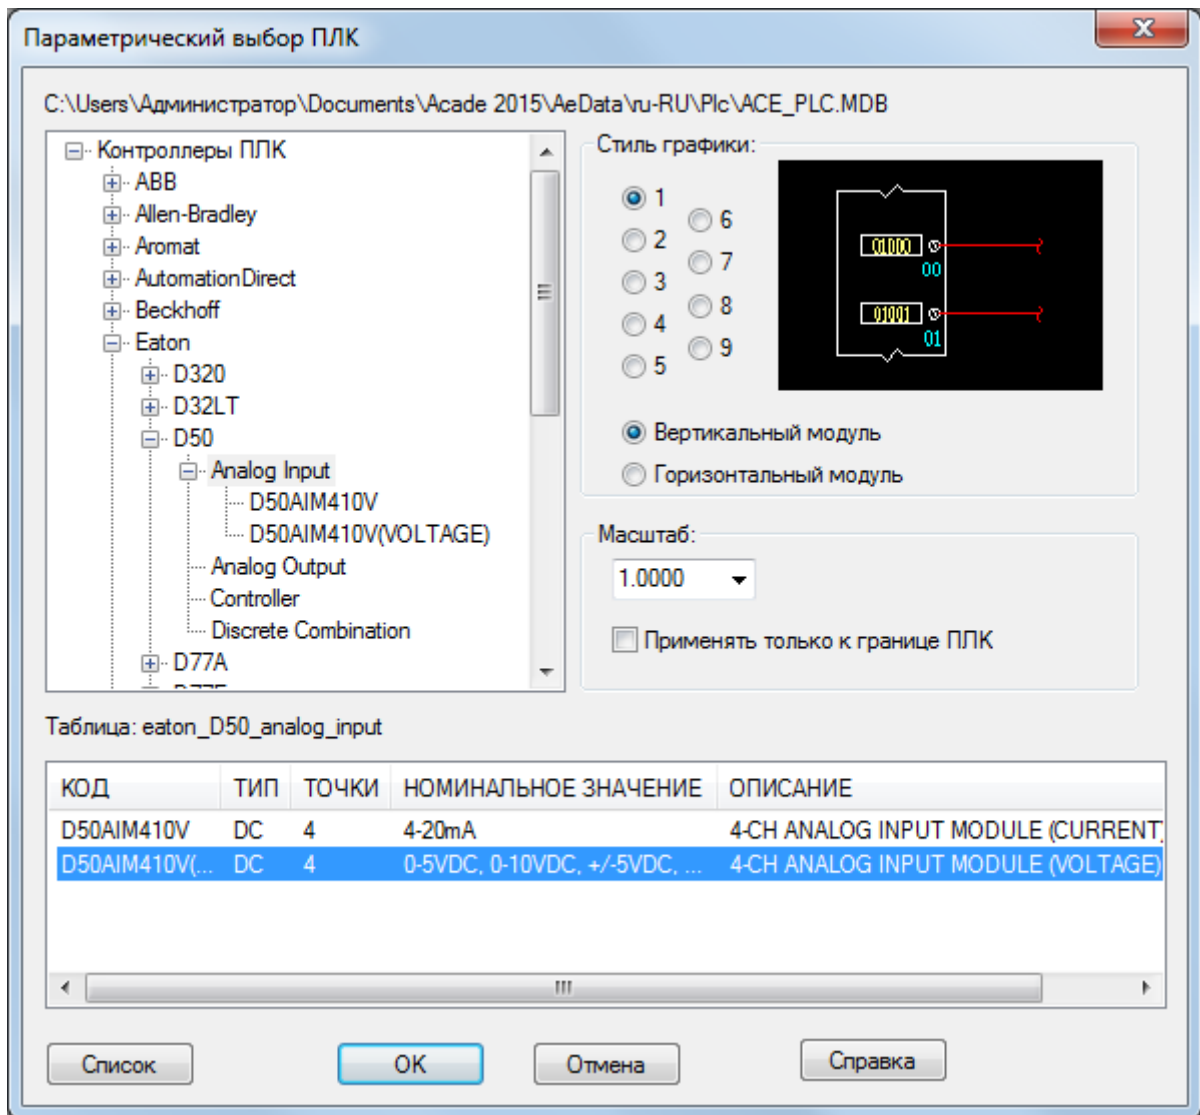 Параметрический выбор ПЛК
C:\Users\Администратор\Documents\Acade 2015\AeData\ru-RU\Plc\ACE_PLC.MDB
Контроллеры ПЛК
ABB
Allen-Bradley
Aromat
AutomationDirect
Beckhoff
Eaton
D320
D32LT
D50
Analog Input
D50AIM410V
D50AIM410V(VOLTAGE)
Analog Output
Controller
Discrete Combination
D77A
Стиль графики:
1
2
3
4
5
6
7
8
9
01000
00
01001
01
Вертикальный модуль
Горизонтальный модуль
Масштаб:
1.0000
Применять только к границе ПЛК
Таблица: eaton_D50_analog_input
КОД ТИП ТОЧКИ НОМИНАЛЬНОЕ ЗНАЧЕНИЕ ОПИСАНИЕ
D50AIM410V DC 4 4-20mA 4-CH ANALOG INPUT MODULE (CURRENT)
D50AIM410V(... DC 4 0-5VDC, 0-10VDC, +/-5VDC, ... 4-CH ANALOG INPUT MODULE (VOLTAGE)
Список OK Отмена Справка